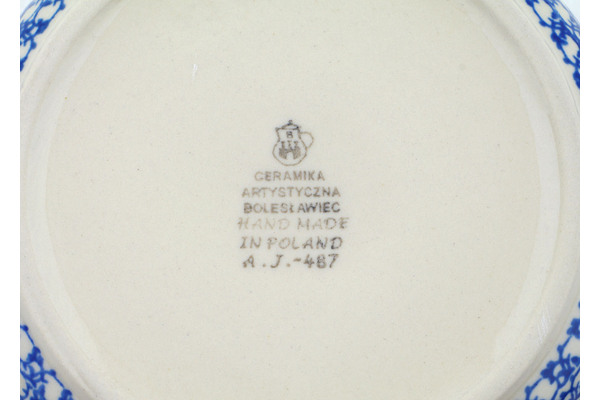 B
CERAMIKA
ARTYSTYCZNA
BOLESŁAWIEC
HAND MADE
IN POLAND
A.J.-487